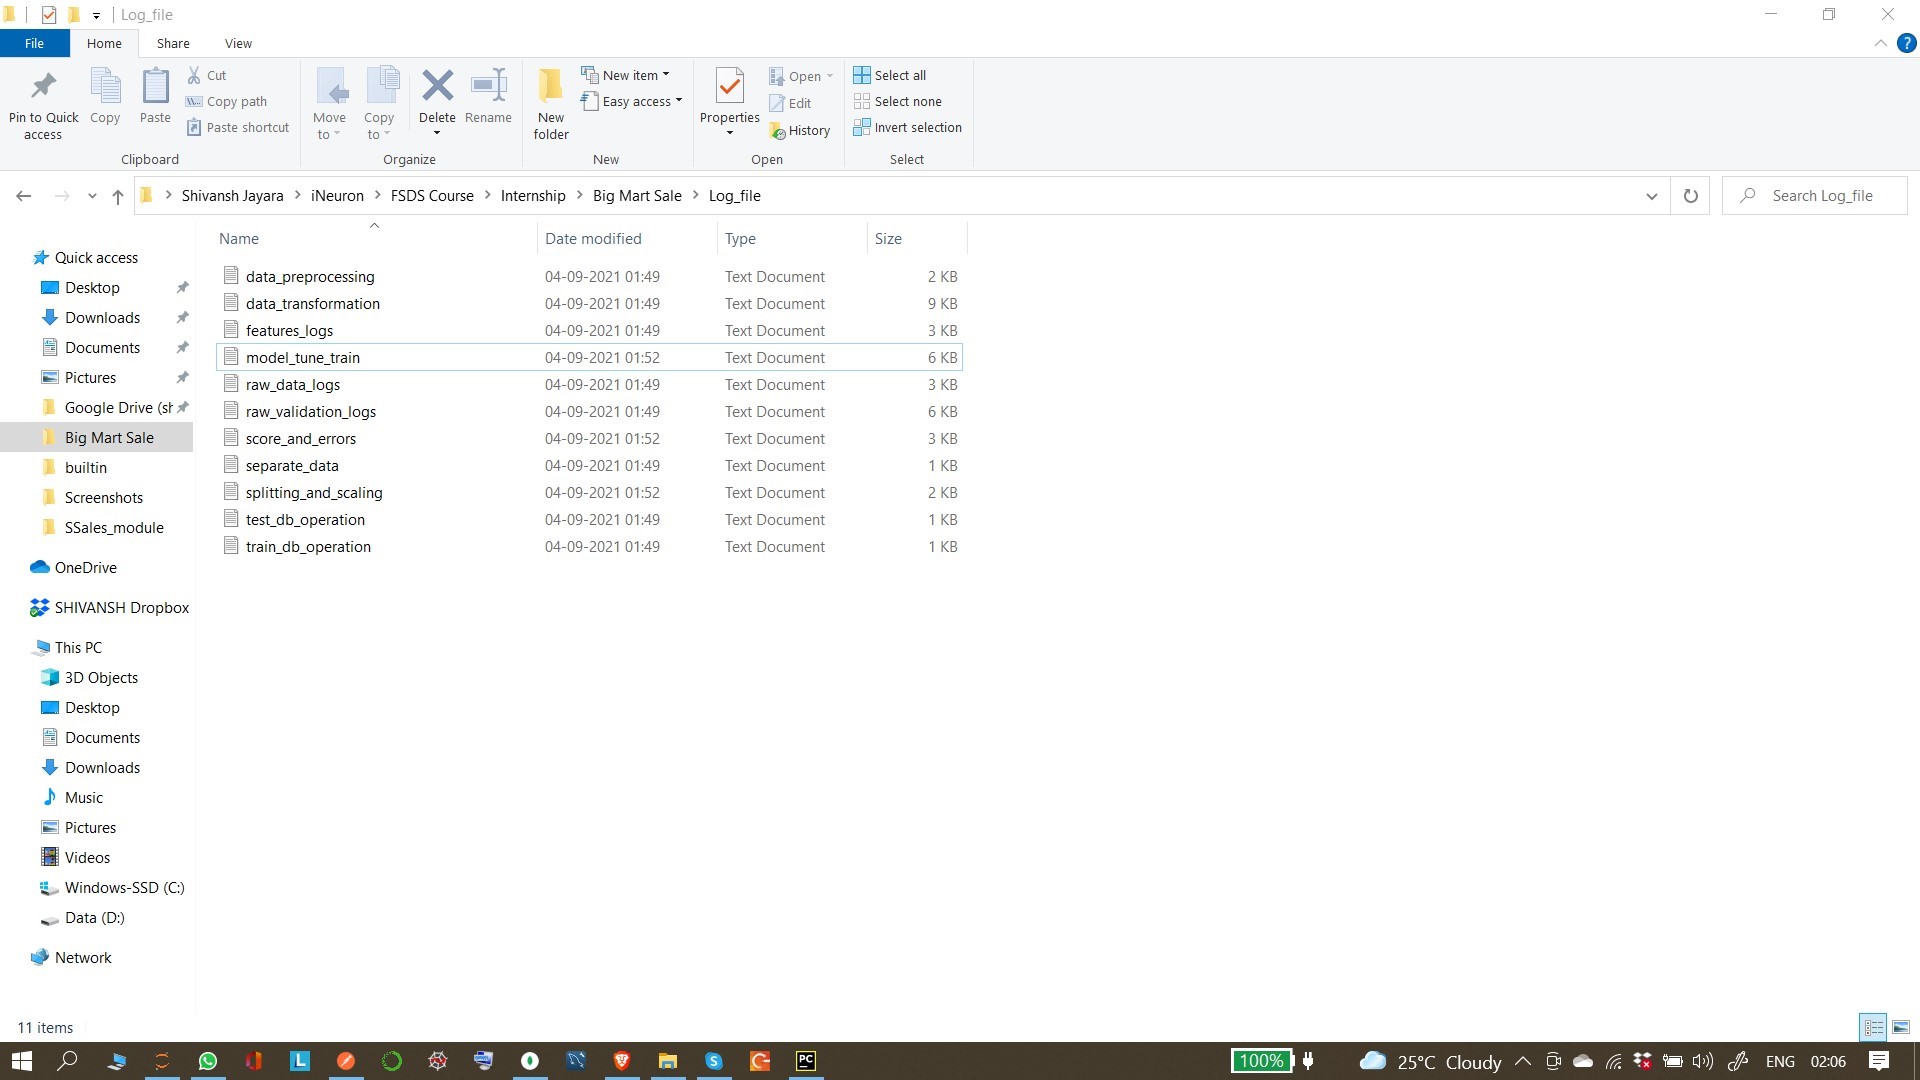 Log_file
File Home Share View
Pin to Quick access
Copy
Paste
Cut
Copy path
Paste shortcut
Clipboard
Move to
Copy to
Delete
Rename
Organize
New folder
New item
Easy access
New
Properties
Open
Edit
History
Open
Select all
Select none
Invert selection
Select
Shivansh Jayara > iNeuron > FSDS Course > Internship > Big Mart Sale > Log_file
Search Log_file
Quick access
Desktop
Downloads
Documents
Pictures
Google Drive (sh
Big Mart Sale
builtin
Screenshots
SSales_module
OneDrive
SHIVANSH Dropbox
This PC
3D Objects
Desktop
Documents
Downloads
Music
Pictures
Videos
Windows-SSD (C:)
Data (D:)
Network
Name Date modified Type Size
data_preprocessing 04-09-2021 01:49 Text Document 2 KB
data_transformation 04-09-2021 01:49 Text Document 9 KB
features_logs 04-09-2021 01:49 Text Document 3 KB
model_tune_train 04-09-2021 01:52 Text Document 6 KB
raw_data_logs 04-09-2021 01:49 Text Document 3 KB
raw_validation_logs 04-09-2021 01:49 Text Document 6 KB
score_and_errors 04-09-2021 01:52 Text Document 3 KB
separate_data 04-09-2021 01:49 Text Document 1 KB
splitting_and_scaling 04-09-2021 01:52 Text Document 2 KB
test_db_operation 04-09-2021 01:49 Text Document 1 KB
train_db_operation 04-09-2021 01:49 Text Document 1 KB
11 items
L S PC 100% 25°C Cloudy ENG 02:06